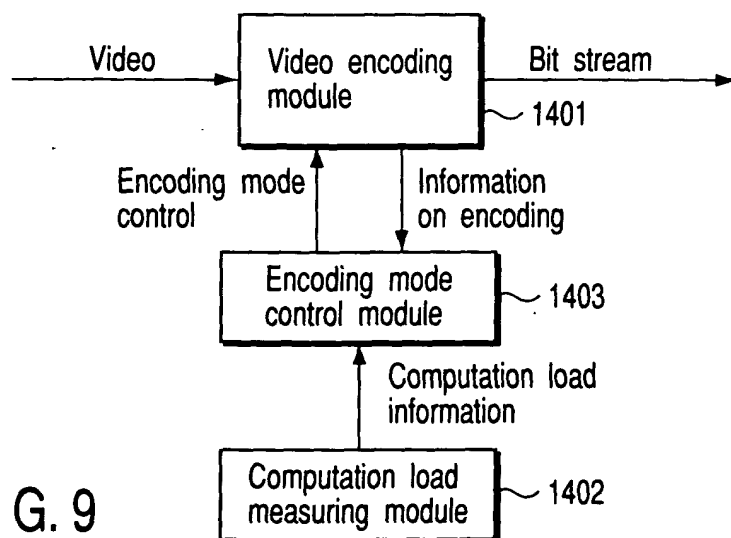 Video
Video encoding
module
Bit stream
1401
Encoding mode
control
Information
on encoding
Encoding mode
control module
1403
Computation load
information
Computation load
measuring module
1402
G. 9